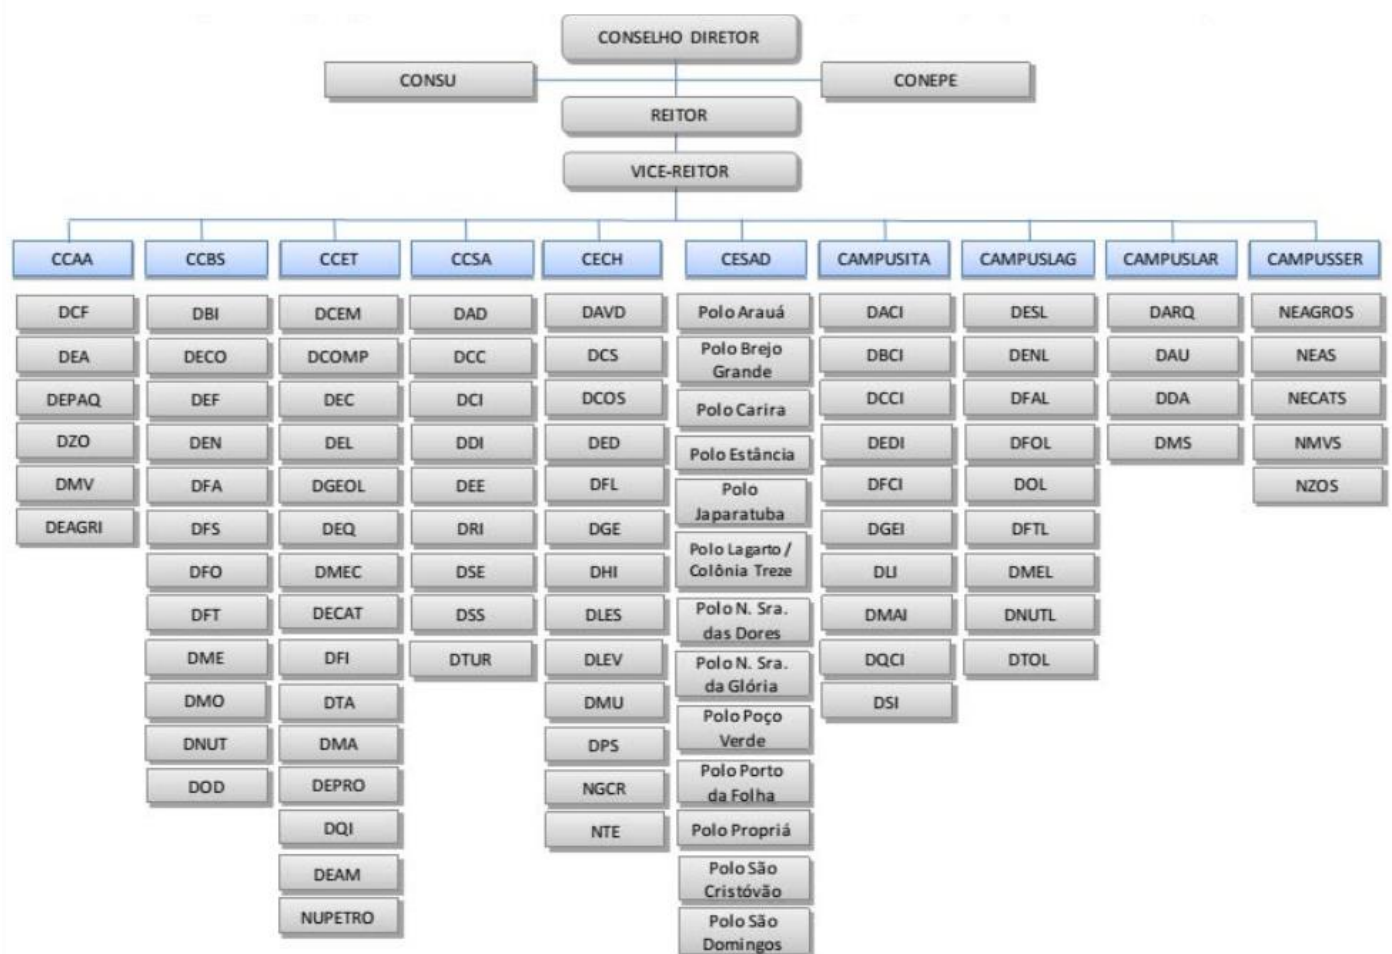 CONSELHO DIRETOR
CONSU
CONEPE
REITOR
VICE-REITOR
CCAA
CCBS
CCET
CCSA
CECH
CESAD
CAMPUSITA
CAMPUSLAG
CAMPUSLAR
CAMPUSSER
DCF
DEA
DEPAQ
DZO
DMV
DEAGRI
DBI
DECO
DEF
DEN
DFA
DFS
DFO
DFT
DME
DMO
DNUT
DOD
DCEM
DCOMP
DEC
DEL
DGEOL
DEQ
DMEC
DECAT
DFI
DTA
DMA
DEPRO
DQI
DEAM
NUPETRO
DAD
DCC
DCI
DDI
DEE
DRI
DSE
DSS
DTUR
DAVD
DCS
DCOS
DED
DFL
DGE
DHI
DLES
DLEV
DMU
DPS
NGCR
NTE
Polo Arauá
Polo Brejo
Grande
Polo Carira
Polo Estância
Polo
Japaratuba
Polo Lagarto /
Colônia Treze
Polo N. Sra.
das Dores
Polo N. Sra.
da Glória
Polo Poço
Verde
Polo Porto
da Folha
Polo Propriá
Polo São
Cristóvão
Polo São
Domingos
DACI
DBCI
DCCI
DEDI
DFCI
DGEI
DLI
DMAI
DQCI
DSI
DESL
DENL
DFAL
DFOL
DOL
DFTL
DMEL
DNUTL
DTOL
DARQ
DAU
DDA
DMS
NEAGROS
NEAS
NECATS
NMVS
NZOS